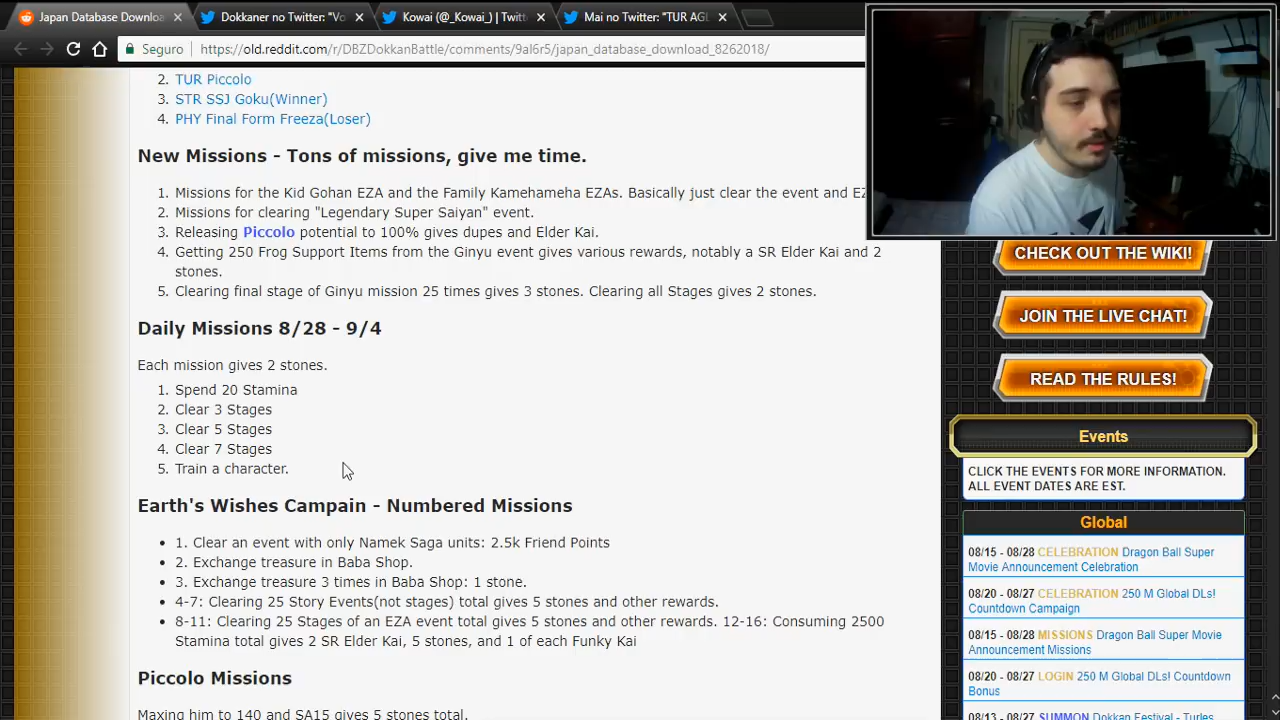 Japan Database Downloa
Dokkaner no Twitter: "Vo
Kowai (@_Kowai_) | Twitt
Mai no Twitter: "TUR AGL
Seguro
https://old.reddit.com/r/DBZDokkanBattle/comments/9al6r5/japan_database_download_8262018/
2. TUR Piccolo
3. STR SSJ Goku(Winner)
4. PHY Final Form Freeza(Loser)
New Missions - Tons of missions, give me time.
1. Missions for the Kid Gohan EZA and the Family Kamehameha EZAs. Basically just clear the event and EZ
2. Missions for clearing "Legendary Super Saiyan" event.
3. Releasing Piccolo potential to 100% gives dupes and Elder Kai.
4. Getting 250 Frog Support Items from the Ginyu event gives various rewards, notably a SR Elder Kai and 2
stones.
5. Clearing final stage of Ginyu mission 25 times gives 3 stones. Clearing all Stages gives 2 stones.
Daily Missions 8/28 - 9/4
Each mission gives 2 stones.
1. Spend 20 Stamina
2. Clear 3 Stages
3. Clear 5 Stages
4. Clear 7 Stages
5. Train a character.
Earth's Wishes Campain - Numbered Missions
• 1. Clear an event with only Namek Saga units: 2.5k Friend Points
• 2. Exchange treasure in Baba Shop.
• 3. Exchange treasure 3 times in Baba Shop: 1 stone.
• 4-7: Clearing 25 Story Events(not stages) total gives 5 stones and other rewards.
• 8-11: Clearing 25 Stages of an EZA event total gives 5 stones and other rewards. 12-16: Consuming 2500
Stamina total gives 2 SR Elder Kai, 5 stones, and 1 of each Funky Kai
Piccolo Missions
Maxing him to 140 and SA15 gives 5 stones total.
CHECK OUT THE WIKI!
JOIN THE LIVE CHAT!
READ THE RULES!
Events
CLICK THE EVENTS FOR MORE INFORMATION.
ALL EVENT DATES ARE EST.
Global
08/15 - 08/28 CELEBRATION Dragon Ball Super
Movie Announcement Celebration
08/20 - 08/27 CELEBRATION 250 M Global DLs!
Countdown Campaign
08/15 - 08/28 MISSIONS Dragon Ball Super Movie
Announcement Missions
08/20 - 08/27 LOGIN 250 M Global DLs! Countdown
Bonus
08/13 - 08/27 SUMMON Dokkan Festival - Turles